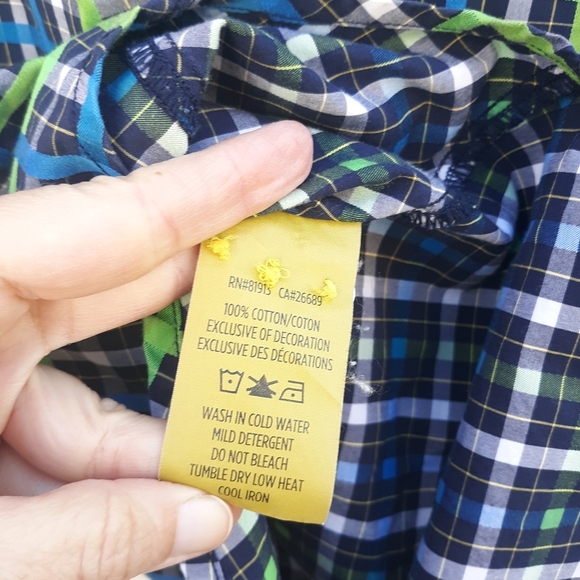 RN#81915 CA#26689
100% COTTON/COTON
EXCLUSIVE OF DECORATION
EXCLUSIVE DES DÉCORATIONS
WASH IN COLD WATER
MILD DETERGENT
DO NOT BLEACH
TUMBLE DRY LOW HEAT
COOL IRON